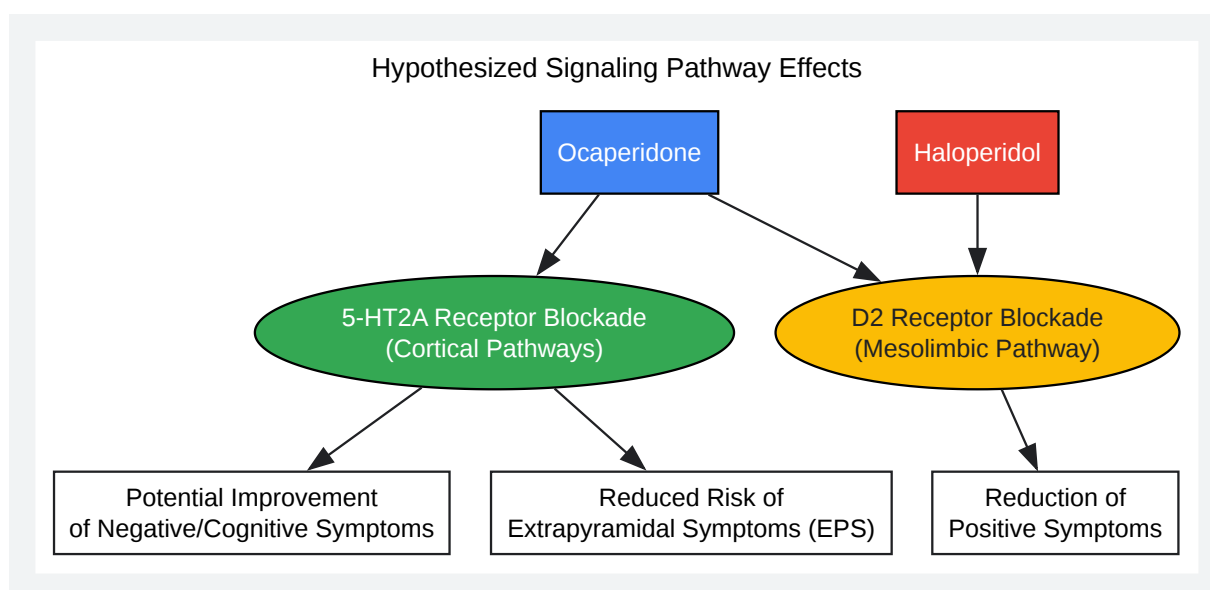 Hypothesized Signaling Pathway Effects
Ocaperidone
Haloperidol
5-HT2A Receptor Blockade
(Cortical Pathways)
D2 Receptor Blockade
(Mesolimbic Pathway)
Potential Improvement
of Negative/Cognitive Symptoms
Reduced Risk of
Extrapyramidal Symptoms (EPS)
Reduction of
Positive Symptoms